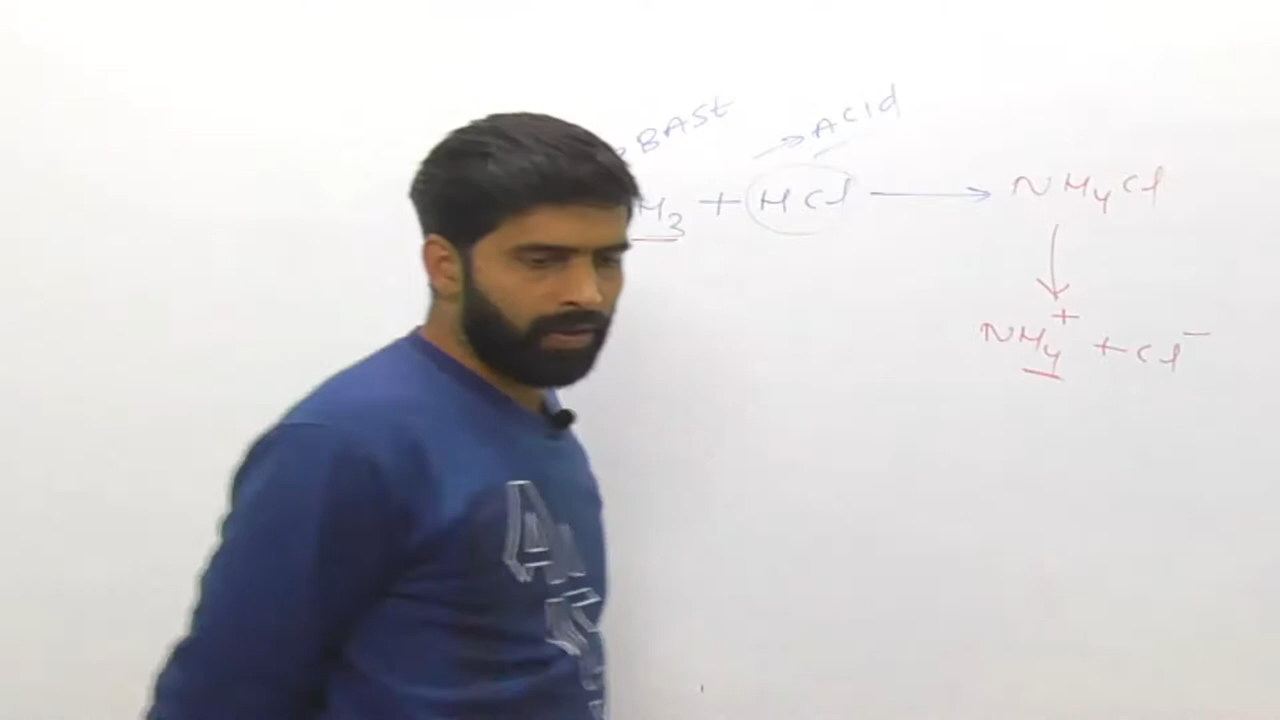 BASE → ACID
H₃ + HCl → NH₄Cl
↓
NH₄⁺ + Cl⁻